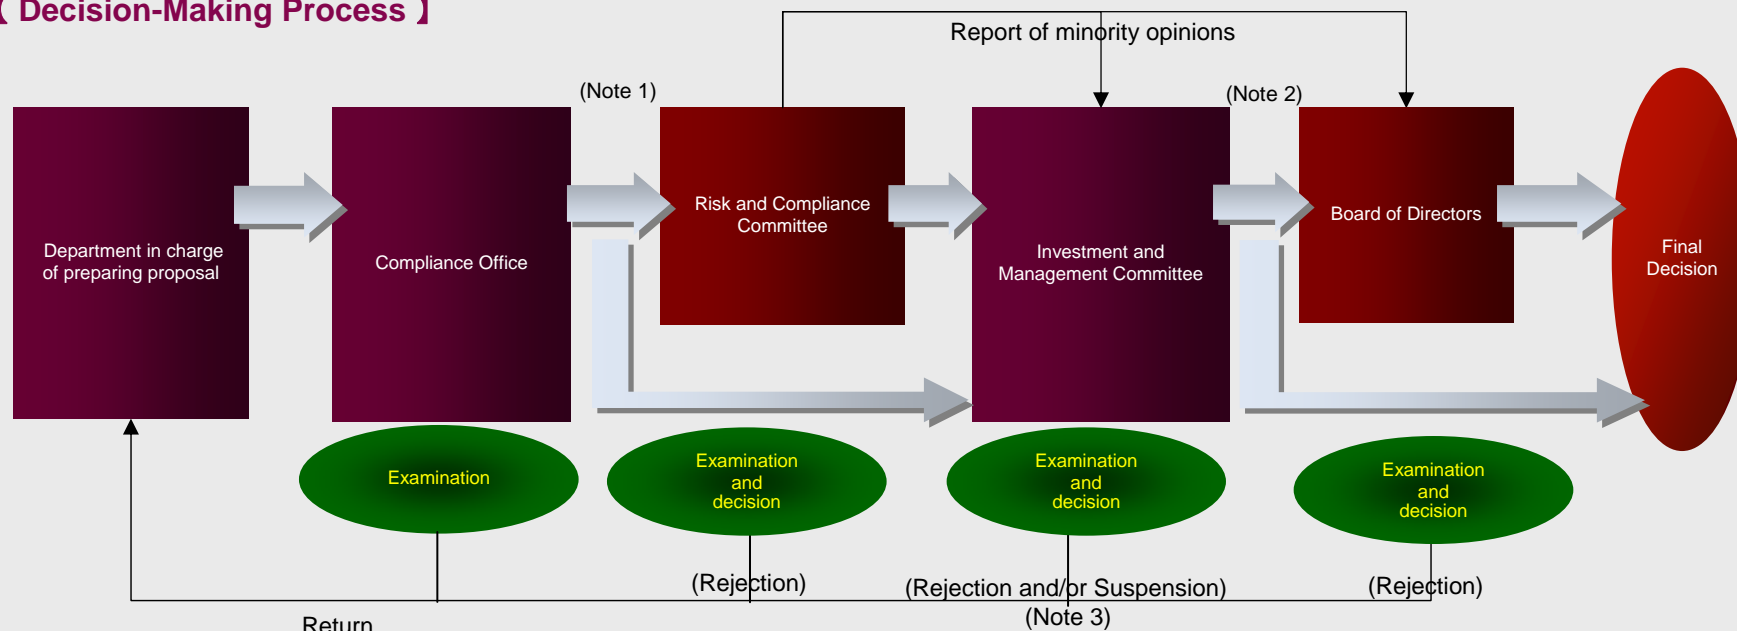 【 Decision-Making Process 】
Report of minority opinions
(Note 1)
(Note 2)
Department in charge
of preparing proposal
Compliance Office
Risk and Compliance
Committee
Investment and
Management Committee
Board of Directors
Final
Decision
Examination
Examination
and
decision
Examination
and
decision
Examination
and
decision
(Rejection)
(Rejection and/or Suspension)
(Note 3)
(Rejection)
Return